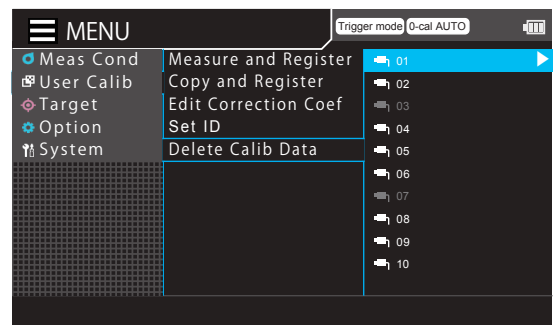 MENU
Trigger mode 0-cal AUTO
Meas Cond
User Calib
Target
Option
System
Measure and Register
Copy and Register
Edit Correction Coef
Set ID
Delete Calib Data
01
02
03
04
05
06
07
08
09
10